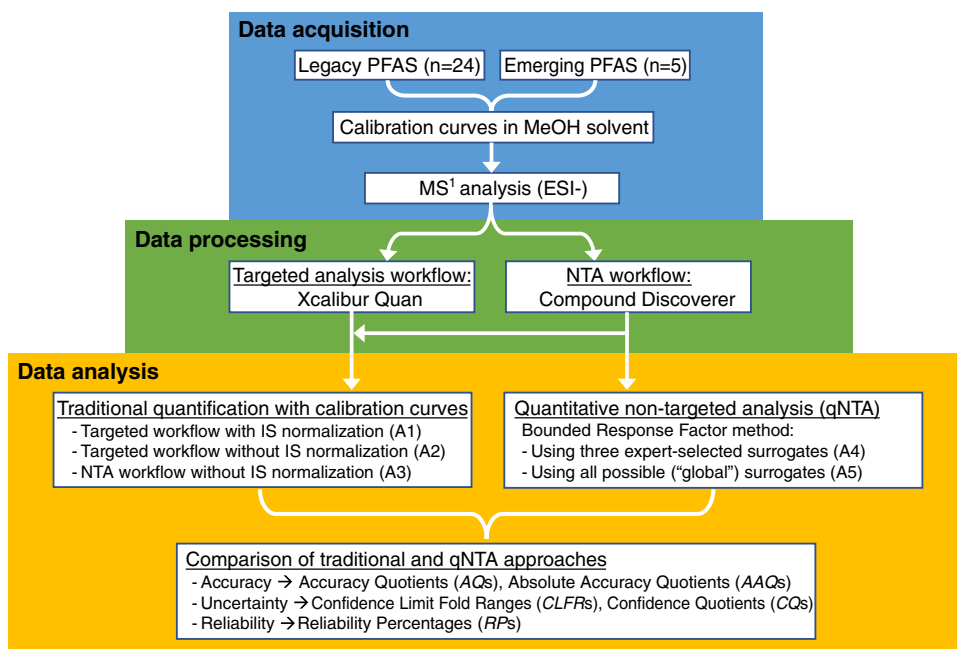 Data acquisition
Legacy PFAS (n=24)
Emerging PFAS (n=5)
Calibration curves in MeOH solvent
MS¹ analysis (ESI-)
Data processing
Targeted analysis workflow:
Xcalibur Quan
NTA workflow:
Compound Discoverer
Data analysis
Traditional quantification with calibration curves
- Targeted workflow with IS normalization (A1)
- Targeted workflow without IS normalization (A2)
- NTA workflow without IS normalization (A3)
Quantitative non-targeted analysis (qNTA)
Bounded Response Factor method:
- Using three expert-selected surrogates (A4)
- Using all possible (“global”) surrogates (A5)
Comparison of traditional and qNTA approaches
- Accuracy → Accuracy Quotients (AQs), Absolute Accuracy Quotients (AAQs)
- Uncertainty → Confidence Limit Fold Ranges (CLFRs), Confidence Quotients (CQs)
- Reliability → Reliability Percentages (RPs)